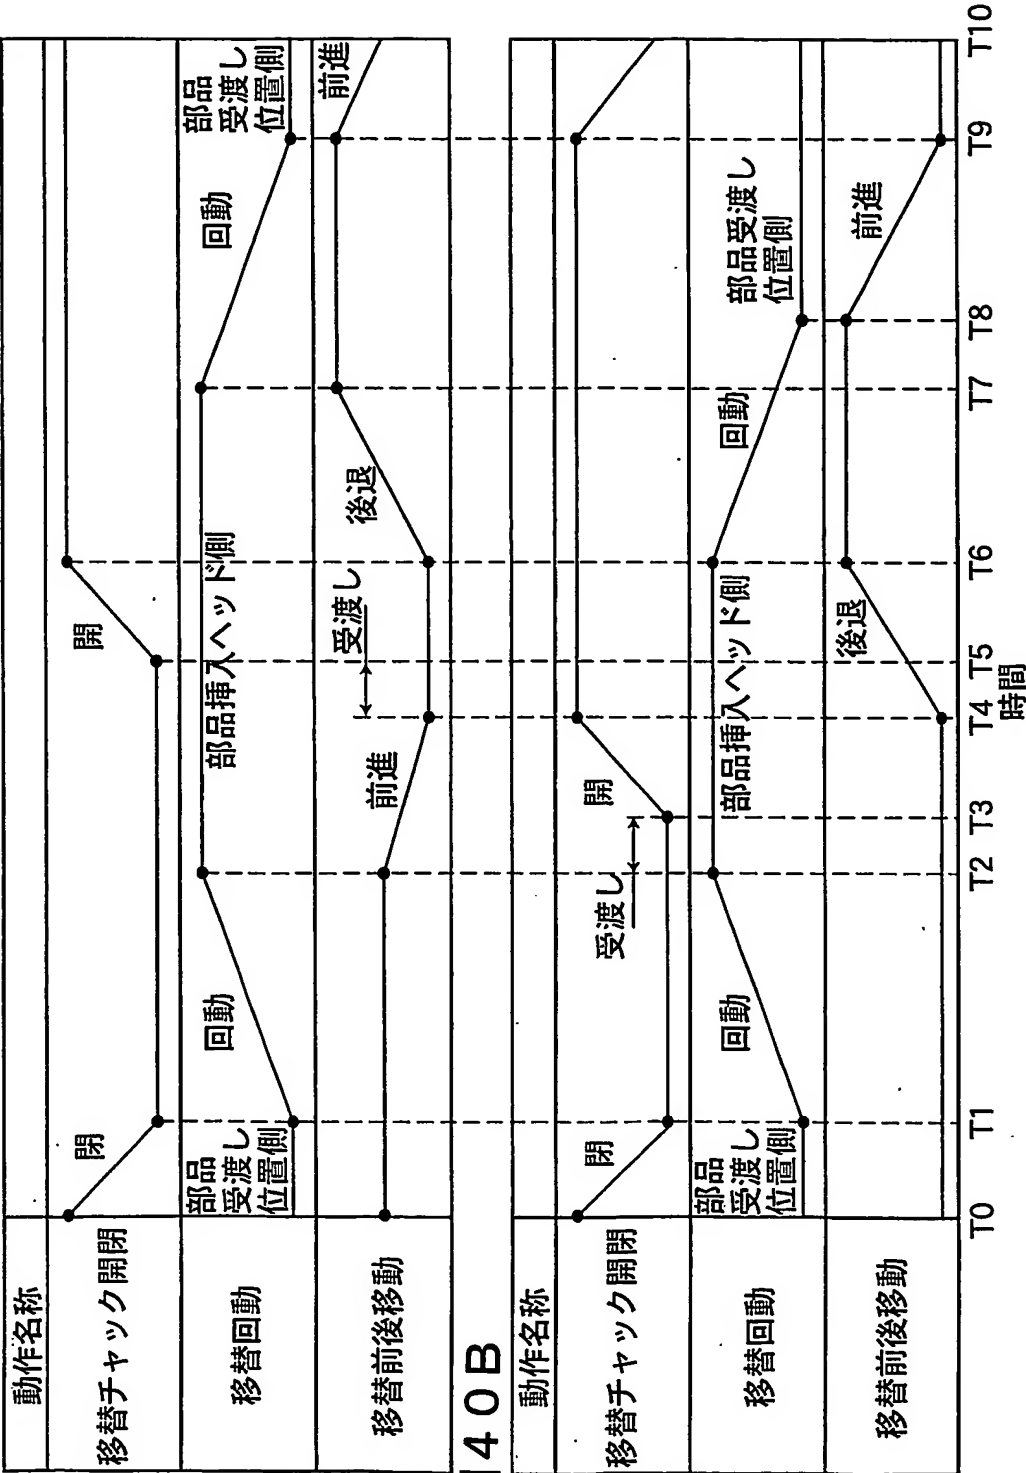 動作名称
移替チャック開閉
閉
開
移替回動
部品
受渡し
位置側
回動
部品挿入ヘッド側
回動
部品
受渡し
位置側
移替前後移動
前進
受渡し
後退
前進
40B
動作名称
移替チャック開閉
閉
受渡し
開
移替回動
部品
受渡し
位置側
回動
部品挿入ヘッド側
回動
部品受渡し
位置側
移替前後移動
後退
前進
T0 T1 T2 T3 T4 T5 T6 T7 T8 T9 T10
時間